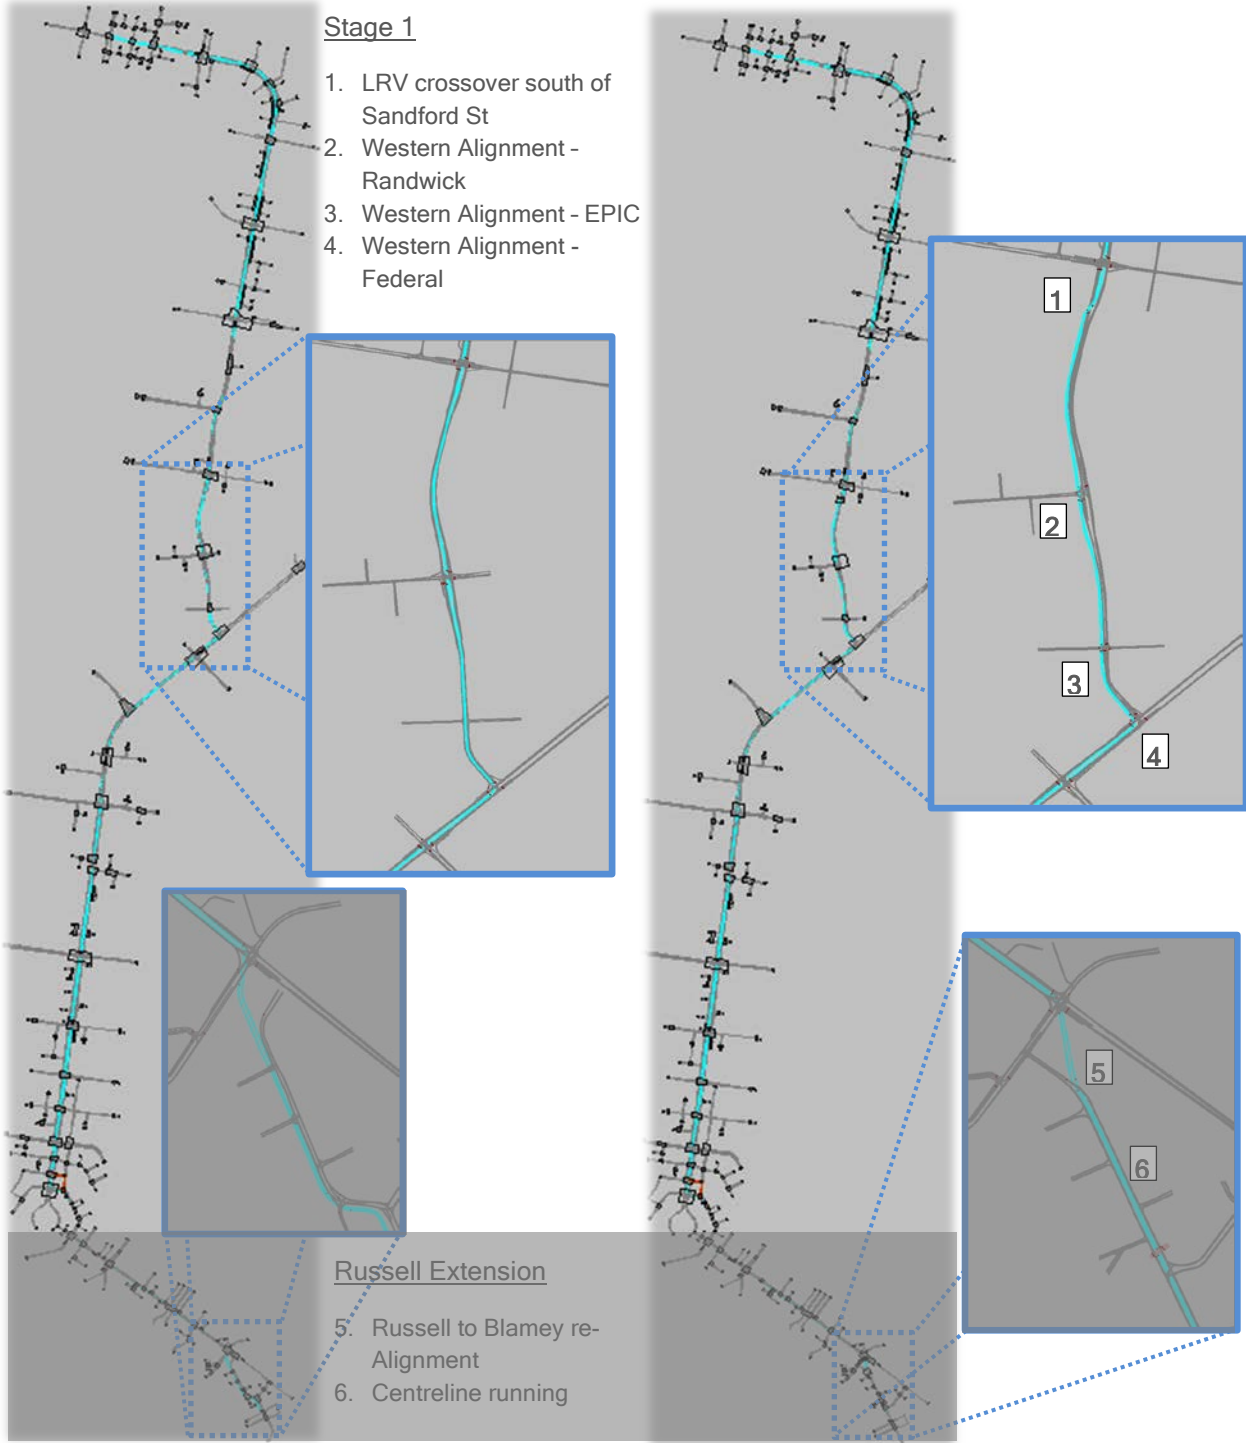 Stage 1
1. LRV crossover south of
Sandford St
2. Western Alignment –
Randwick
3. Western Alignment – EPIC
4. Western Alignment –
Federal
1
2
3
4
5
6
Russell Extension
5. Russell to Blamey re-
Alignment
6. Centreline running